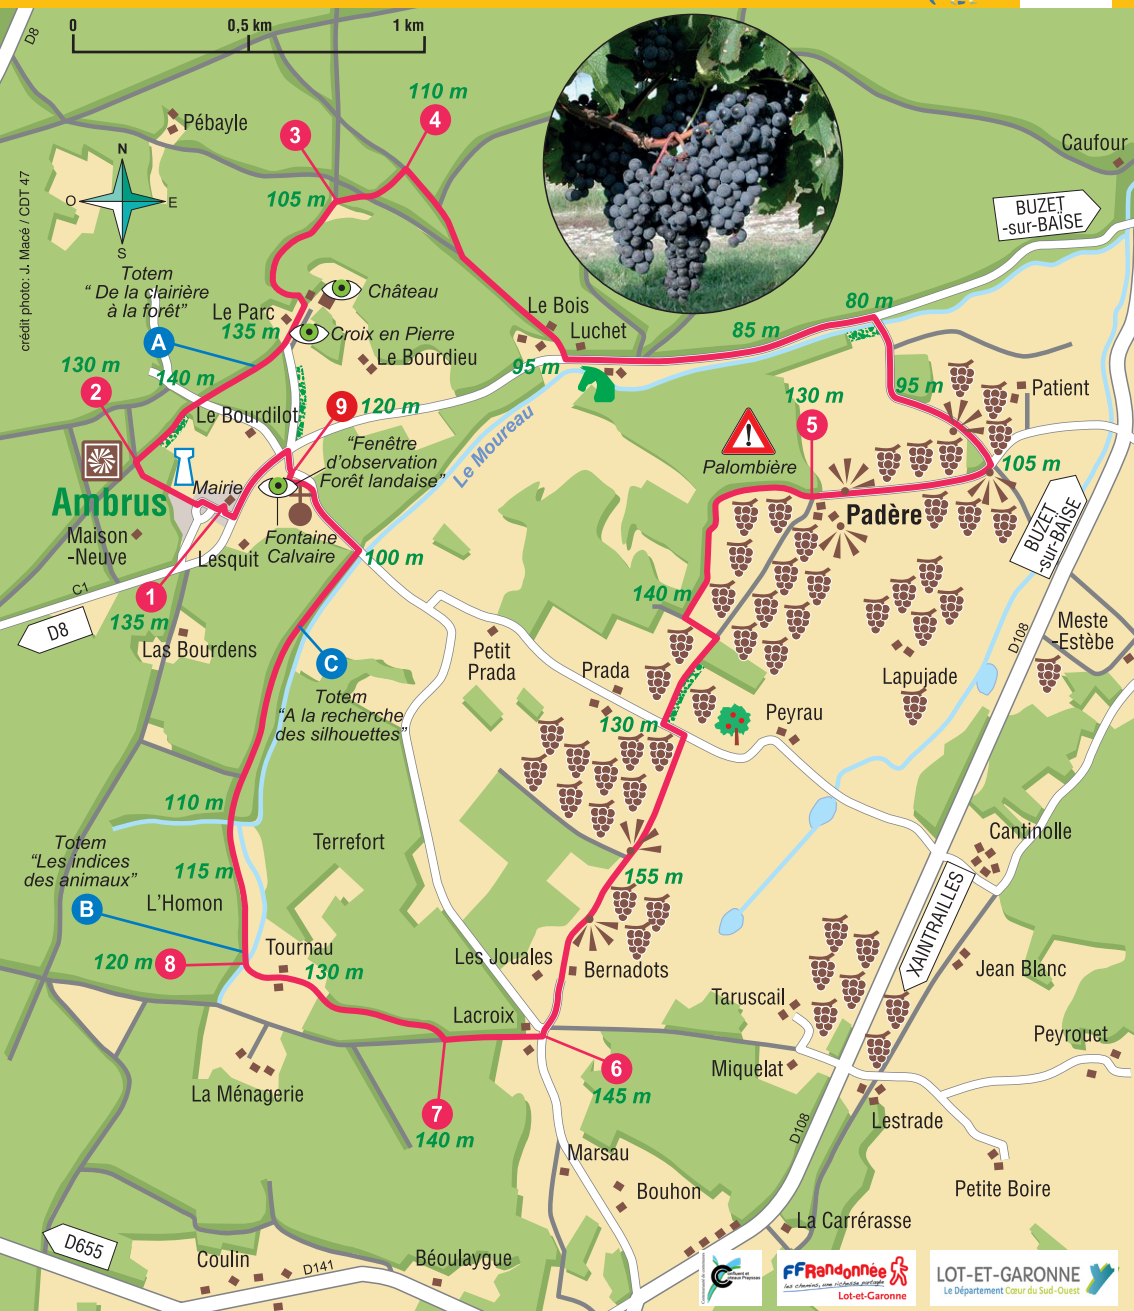 D8
0
0,5 km
1 km
110 m
4
3
Pébayle
Caufour
N
O
E
S
105 m
BUZET
-sur-BAÏSE
crédit photo: J. Macé / CDT 47
Totem
“ De la clairière
à la forêt”
Château
Le Parc
135 m
Croix en Pierre
Le Bois
Luchet
80 m
85 m
A
130 m
140 m
Le Bourdieu
95 m
95 m
Patient
2
Le Bourdilot
9
120 m
130 m
5
“Fenêtre
d’observation
Forêt landaise”
Le Moureau
Palombière
105 m
Ambrus
Mairie
Padère
BUZET
-sur-BAÏSE
Maison
-Neuve
Lesquit
Fontaine
Calvaire
100 m
C1
1
135 m
140 m
D8
Las Bourdens
Petit
Prada
Prada
Lapujade
D108
Meste
-Estèbe
C
Totem
“A la recherche
des silhouettes”
130 m
Peyrau
110 m
Terrefort
Cantinolle
Totem
“Les indices
des animaux”
115 m
155 m
B
L’Homon
XAINTRAILLES
120 m
8
Tournau
130 m
Les Jouales
Bernadots
Jean Blanc
Taruscail
Lacroix
Peyrouet
6
145 m
Miquelat
La Ménagerie
7
140 m
D108
Lestrade
Marsau
Bouhon
Petite Boire
La Carrérasse
D655
Coulin
D141
Béoulaygue
FFRandonnée
les chemins, une richesse partagée
Lot-et-Garonne
LOT-ET-GARONNE
Le Département Cœur du Sud-Ouest